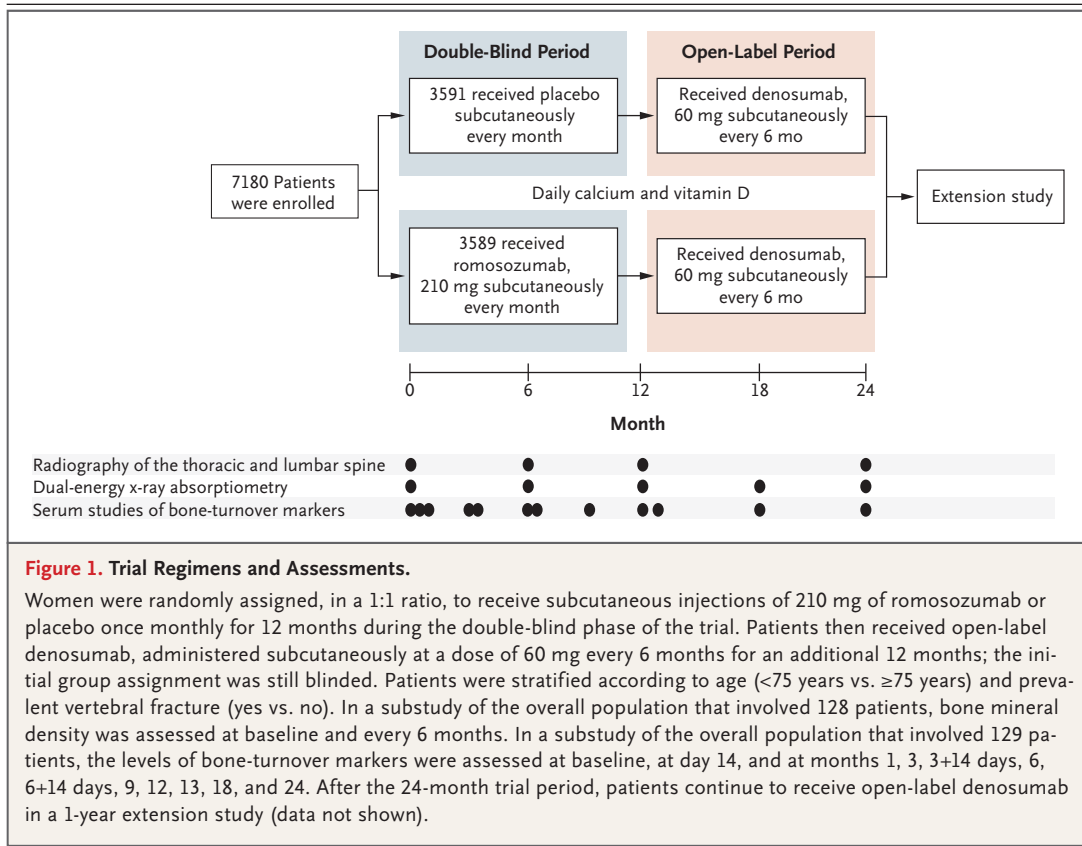 Double-Blind Period
Open-Label Period
3591 received placebo
subcutaneously
every month
Received denosumab,
60 mg subcutaneously
every 6 mo
7180 Patients
were enrolled
Daily calcium and vitamin D
Extension study
3589 received
romosozumab,
210 mg subcutaneously
every month
Received denosumab,
60 mg subcutaneously
every 6 mo
0 6 12 18 24
Month
Radiography of the thoracic and lumbar spine
Dual-energy x-ray absorptiometry
Serum studies of bone-turnover markers
Figure 1. Trial Regimens and Assessments.
Women were randomly assigned, in a 1:1 ratio, to receive subcutaneous injections of 210 mg of romosozumab or
placebo once monthly for 12 months during the double-blind phase of the trial. Patients then received open-label
denosumab, administered subcutaneously at a dose of 60 mg every 6 months for an additional 12 months; the ini-
tial group assignment was still blinded. Patients were stratified according to age (<75 years vs. ≥75 years) and preva-
lent vertebral fracture (yes vs. no). In a substudy of the overall population that involved 128 patients, bone mineral
density was assessed at baseline and every 6 months. In a substudy of the overall population that involved 129 pa-
tients, the levels of bone-turnover markers were assessed at baseline, at day 14, and at months 1, 3, 3+14 days, 6,
6+14 days, 9, 12, 13, 18, and 24. After the 24-month trial period, patients continue to receive open-label denosumab
in a 1-year extension study (data not shown).